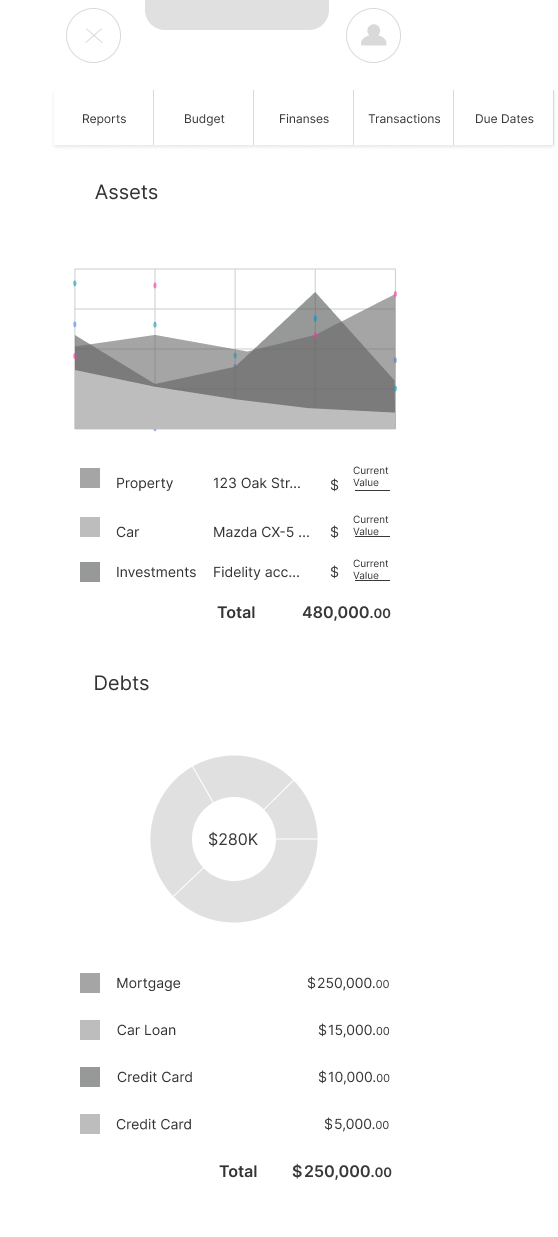 Reports Budget Finanses Transactions Due Dates
Assets
Property 123 Oak Str... $ Current Value
Car Mazda CX-5 ... $ Current Value
Investments Fidelity acc... $ Current Value
Total 480,000.00
Debts
$280K
Mortgage $250,000.00
Car Loan $15,000.00
Credit Card $10,000.00
Credit Card $5,000.00
Total $250,000.00